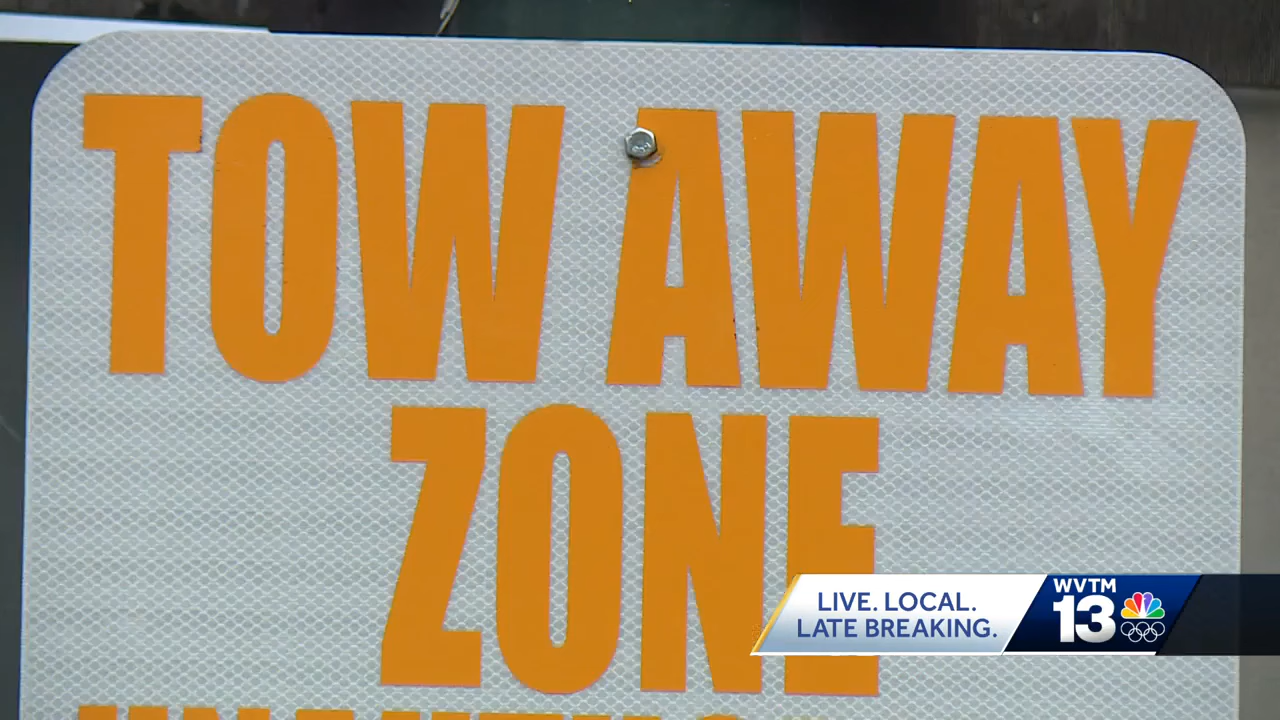 TOW AWAY
ZONE
LIVE. LOCAL.
LATE BREAKING.
WVTM
13